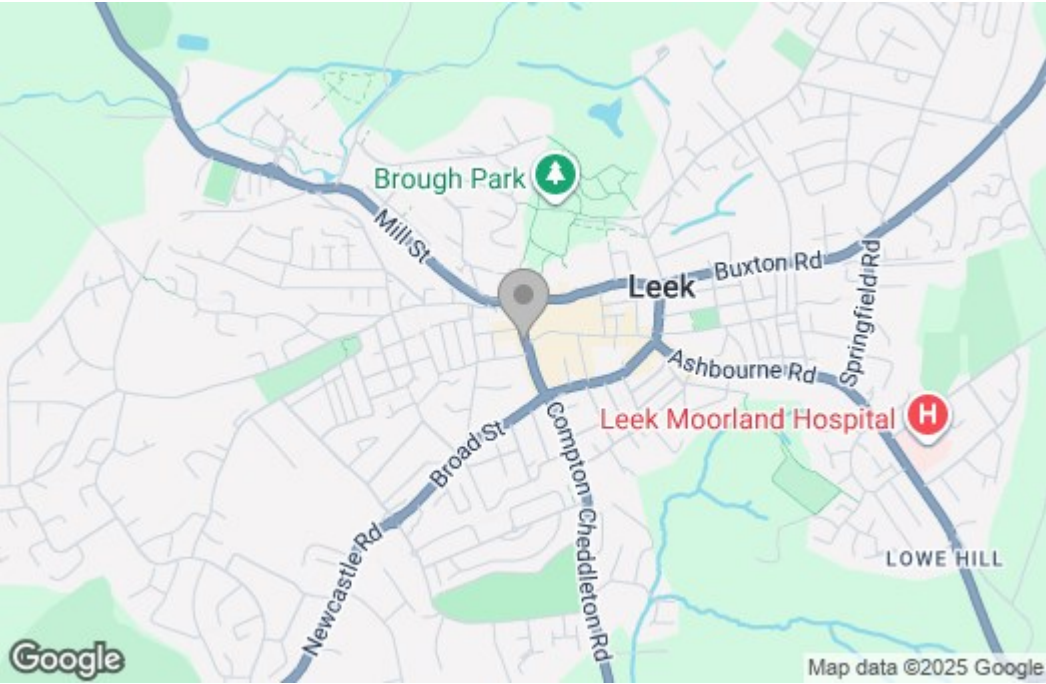 Brough Park
Mill St
Buxton Rd
Leek
Springfield Rd
Ashbourne Rd
Leek Moorland Hospital
H
Compton
Broad St
Cheddleton Rd
Newcastle Rd
LOWE HILL
Google
Map data ©2025 Google